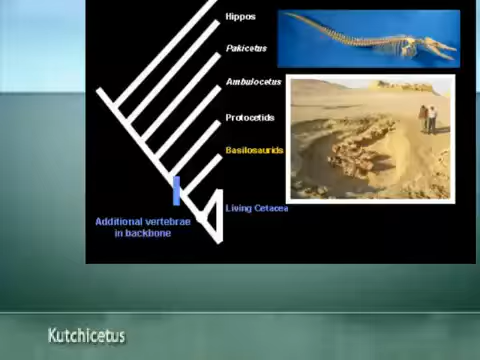 Hippos
Pakicetus
Ambulocetus
Protocetids
Basilosaurids
Living Cetacea
Additional vertebrae
in backbone
Kutchicetus